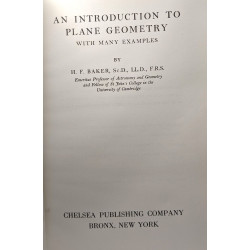 AN INTRODUCTION TO
PLANE GEOMETRY
WITH MANY EXAMPLES
BY
H. F. BAKER, Sc.D., LL.D., F.R.S.
Emeritus Professor of Astronomy and Geometry
and Fellow of St John's College in the
University of Cambridge
CHELSEA PUBLISHING COMPANY
BRONX, NEW YORK